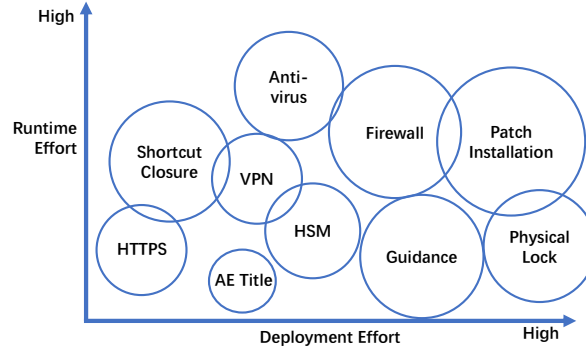 High
Runtime
Effort
Anti-
virus
Firewall
Patch
Installation
Shortcut
Closure
VPN
HTTPS
HSM
AE Title
Guidance
Physical
Lock
Deployment Effort
High